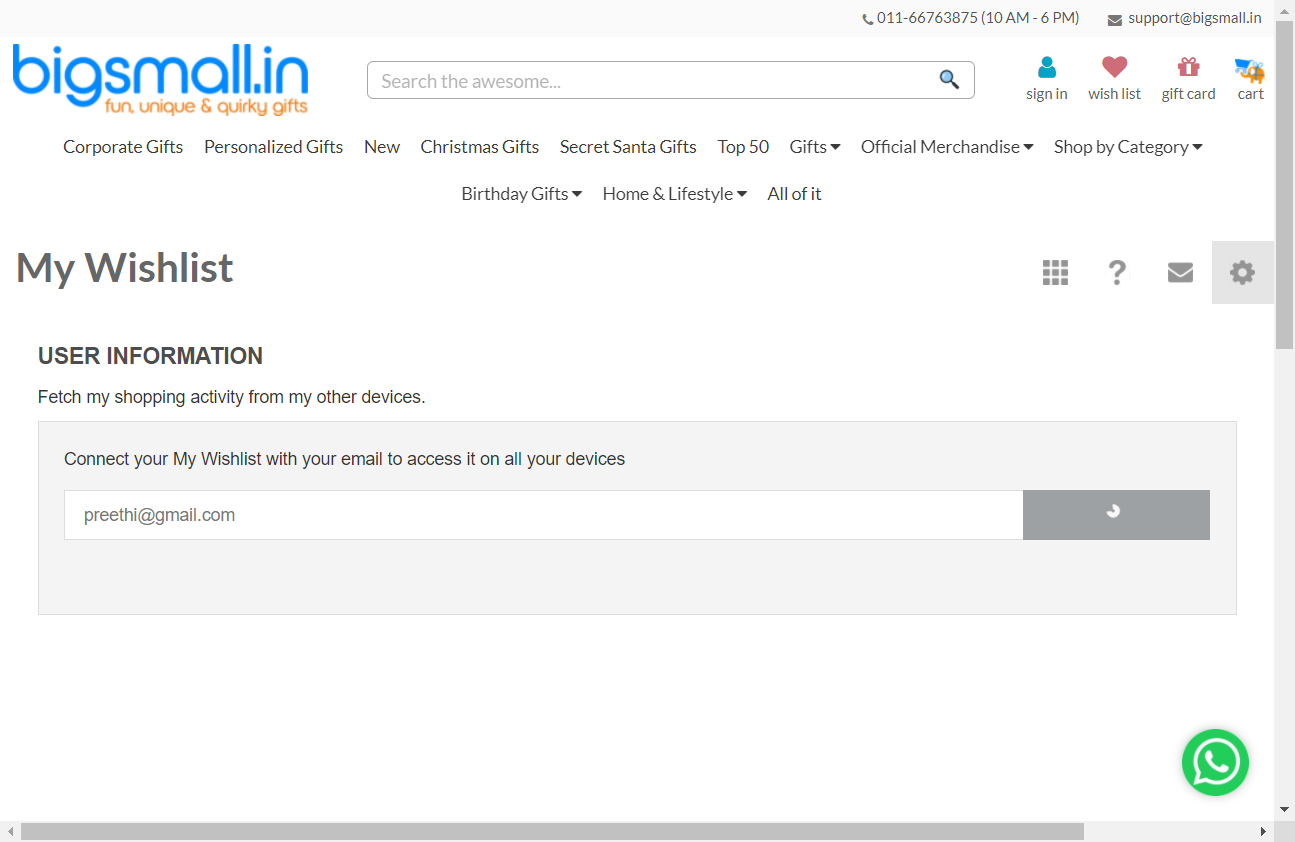 011-66763875 (10 AM - 6 PM) support@bigsmall.in
bigsmall.in
fun, unique & quirky gifts
Search the awesome...
sign in wish list gift card cart
Corporate Gifts Personalized Gifts New Christmas Gifts Secret Santa Gifts Top 50 Gifts Official Merchandise Shop by Category
Birthday Gifts Home & Lifestyle All of it
My Wishlist
USER INFORMATION
Fetch my shopping activity from my other devices.
Connect your My Wishlist with your email to access it on all your devices
preethi@gmail.com